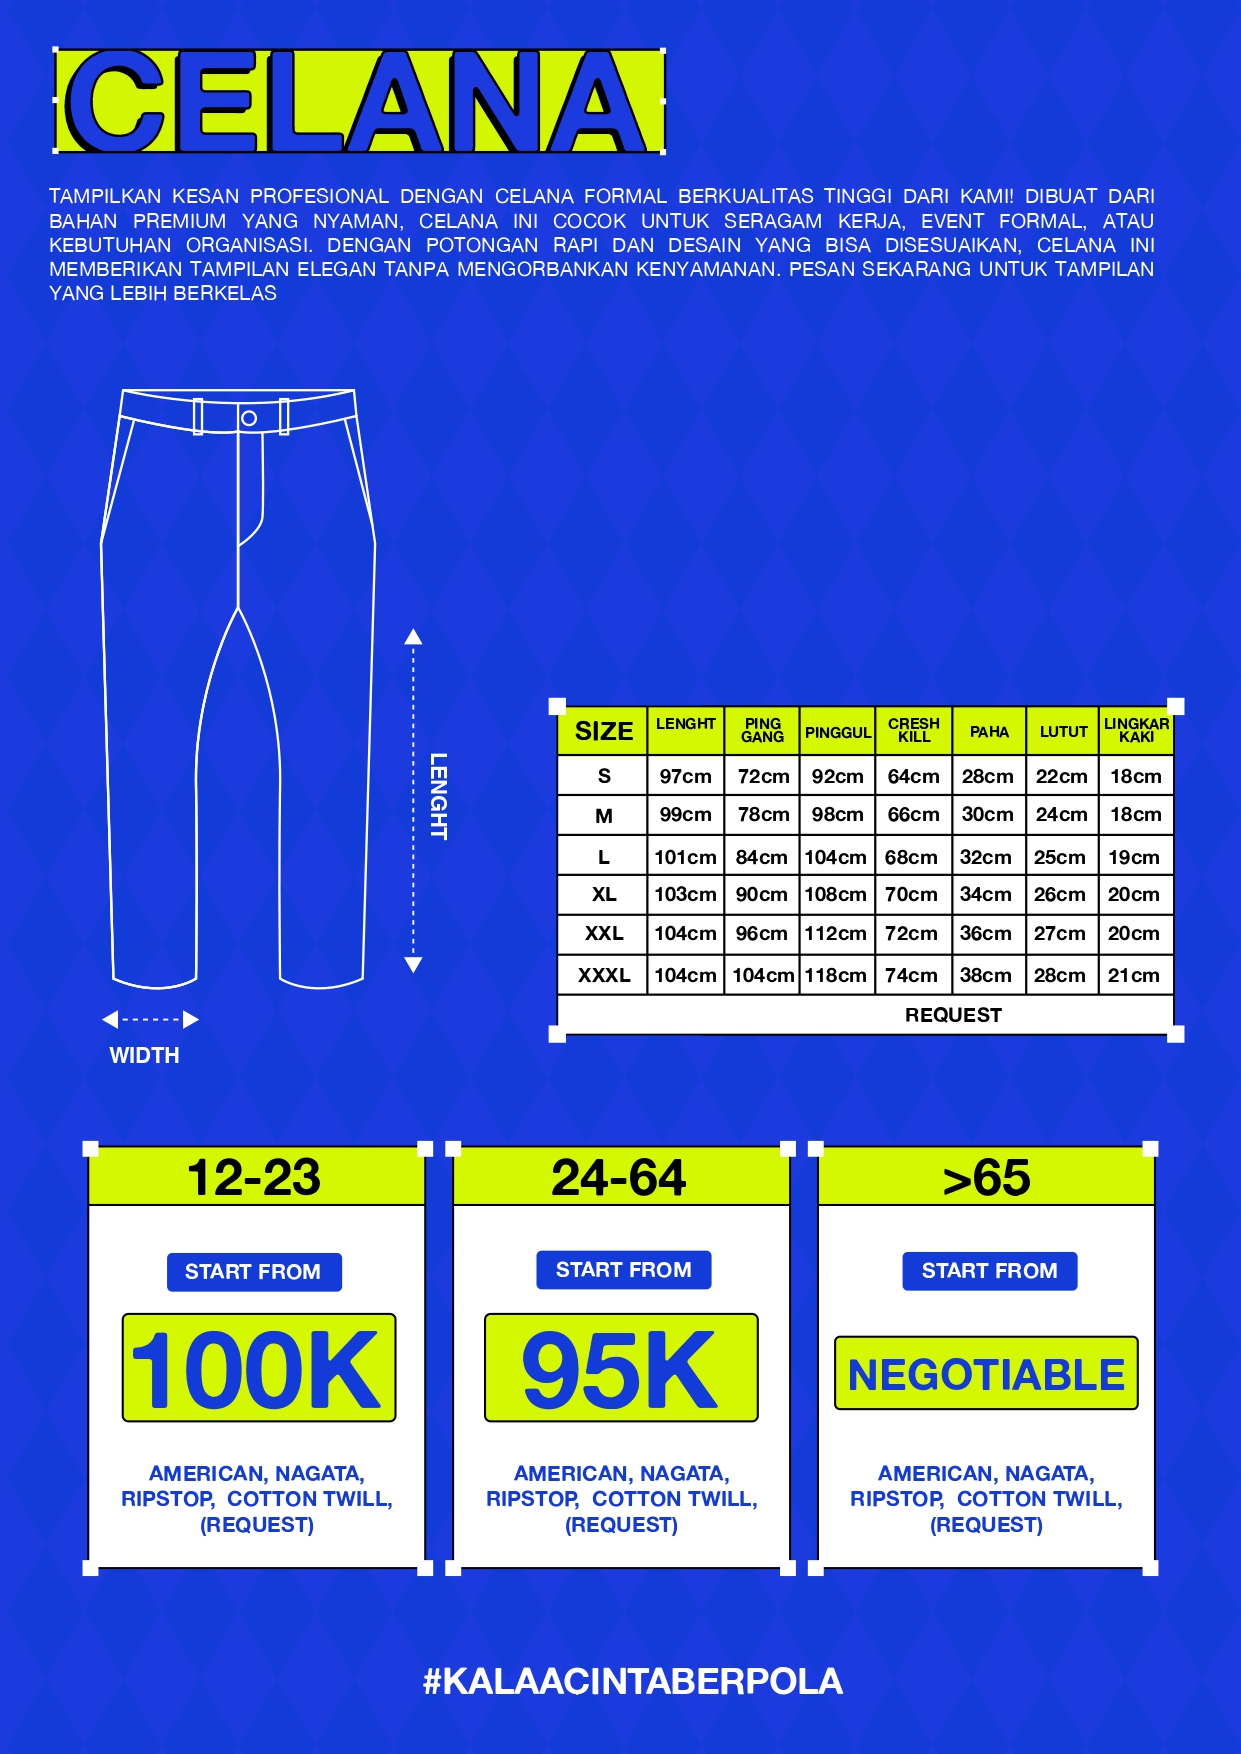 CELANA
TAMPILKAN KESAN PROFESIONAL DENGAN CELANA FORMAL BERKUALITAS TINGGI DARI KAMI! DIBUAT DARI
BAHAN PREMIUM YANG NYAMAN, CELANA INI COCOK UNTUK SERAGAM KERJA, EVENT FORMAL, ATAU
KEBUTUHAN ORGANISASI. DENGAN POTONGAN RAPI DAN DESAIN YANG BISA DISESUAIKAN, CELANA INI
MEMBERIKAN TAMPILAN ELEGAN TANPA MENGORBANKAN KENYAMANAN. PESAN SEKARANG UNTUK TAMPILAN
YANG LEBIH BERKELAS
LENGHT
WIDTH
SIZE LENGHT PING GANG PINGGUL CRESH KILL PAHA LUTUT LINGKAR KAKI
S 97cm 72cm 92cm 64cm 28cm 22cm 18cm
M 99cm 78cm 98cm 66cm 30cm 24cm 18cm
L 101cm 84cm 104cm 68cm 32cm 25cm 19cm
XL 103cm 90cm 108cm 70cm 34cm 26cm 20cm
XXL 104cm 96cm 112cm 72cm 36cm 27cm 20cm
XXXL 104cm 104cm 118cm 74cm 38cm 28cm 21cm
REQUEST
12-23
START FROM
100K
AMERICAN, NAGATA,
RIPSTOP, COTTON TWILL,
(REQUEST)
24-64
START FROM
95K
AMERICAN, NAGATA,
RIPSTOP, COTTON TWILL,
(REQUEST)
>65
START FROM
NEGOTIABLE
AMERICAN, NAGATA,
RIPSTOP, COTTON TWILL,
(REQUEST)
#KALAACINTABERPOLA